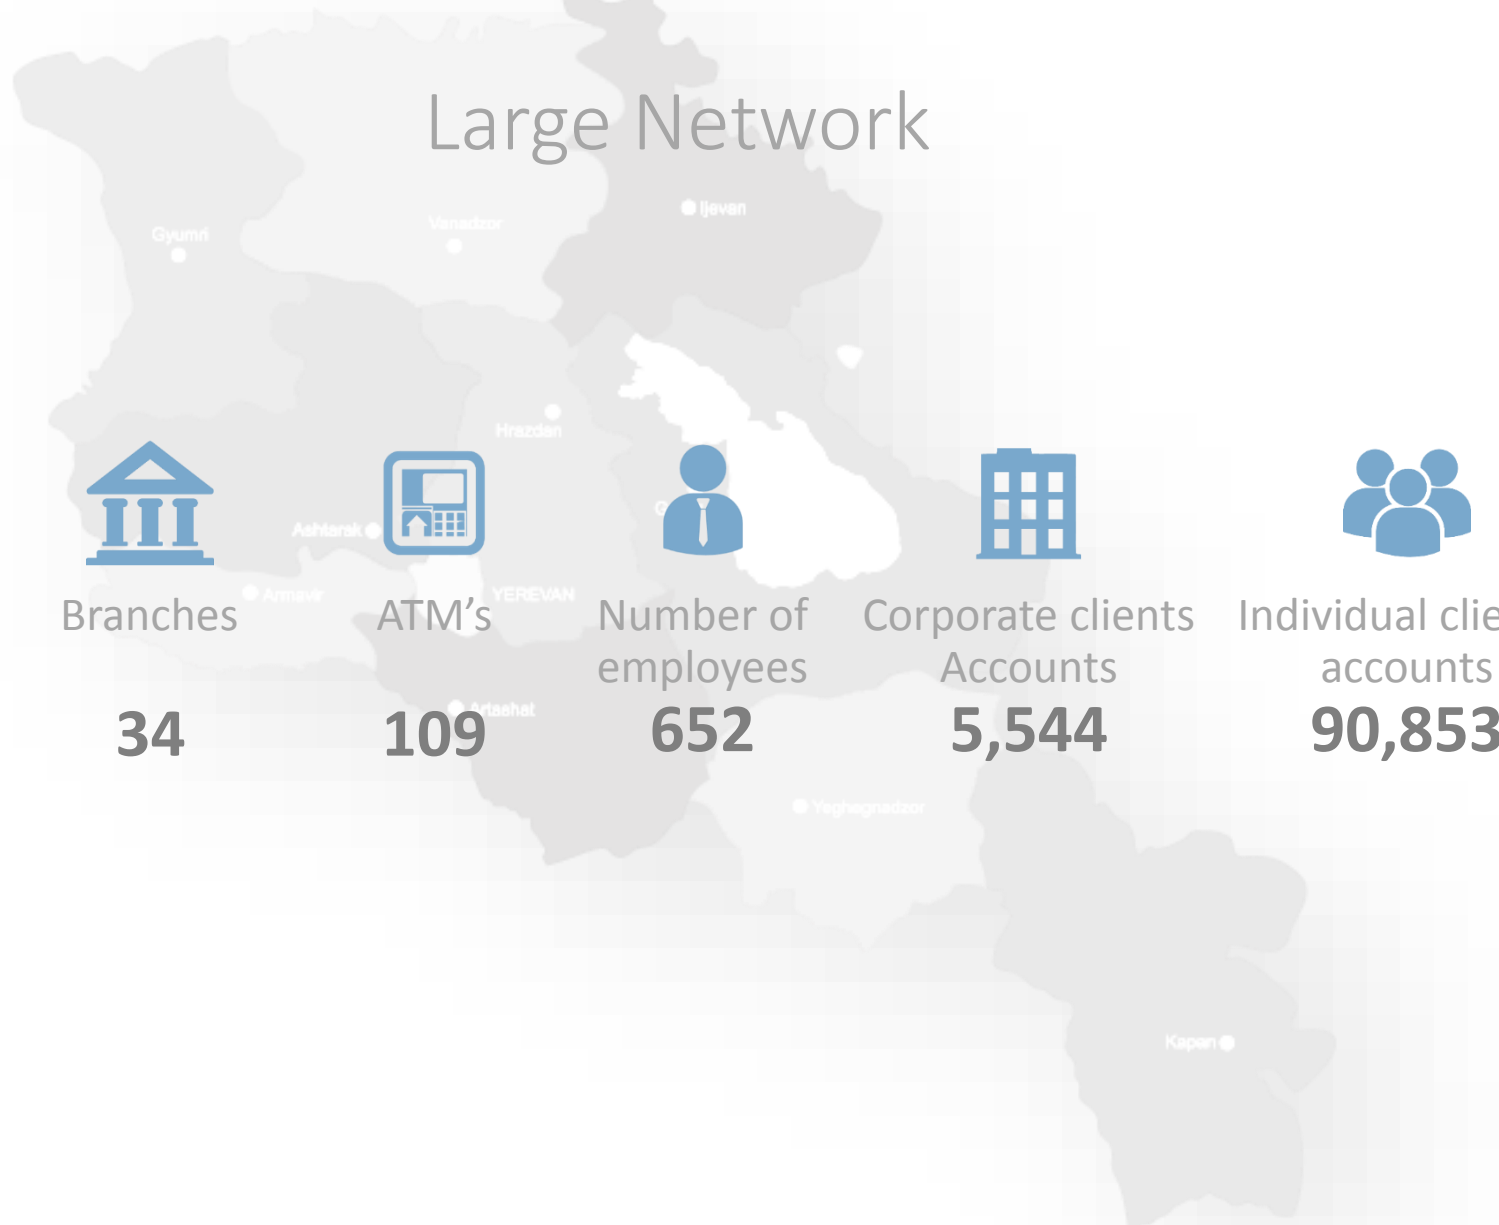 Large Network
Ijevan
Vanadzor
Gyumri
Hrazdan
Ashtarak
Armavir
YEREVAN
Branches
ATM’s
Number of
employees
Corporate clients
Accounts
Individual
accounts
34
109
652
5,544
90,853
Artashat
Yeghegnadzor
Kapan